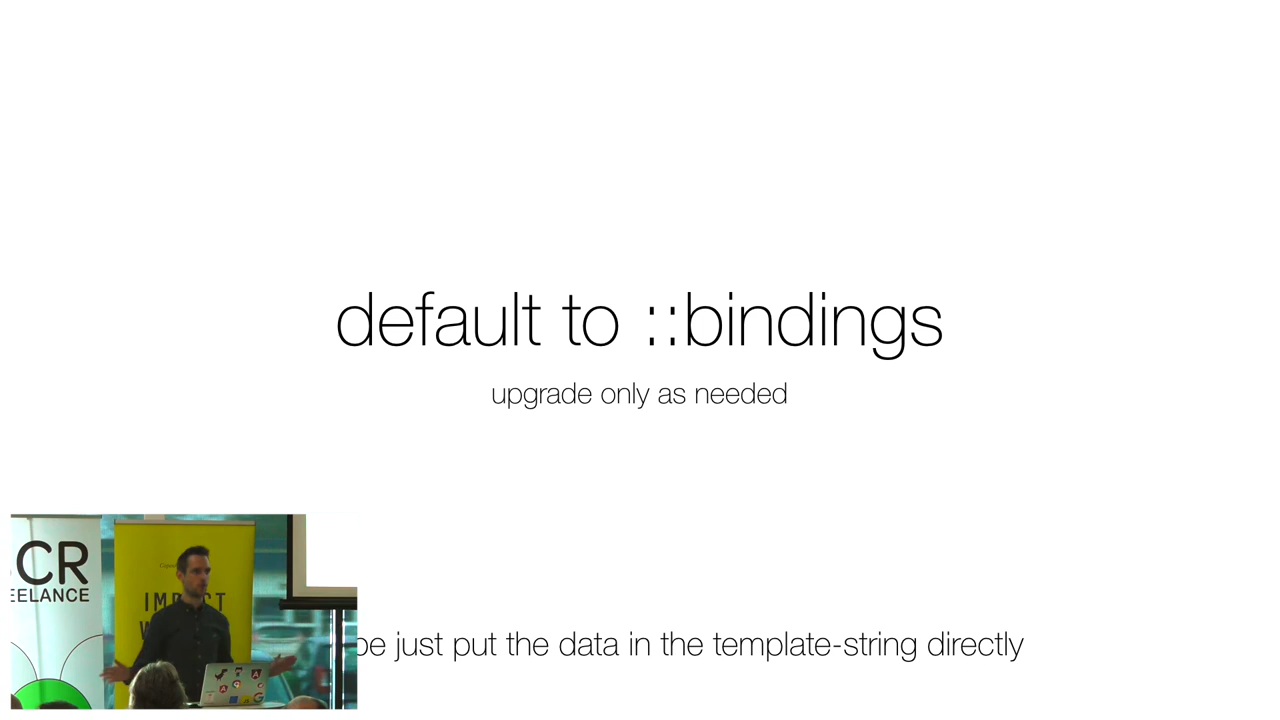 default to ::bindings
upgrade only as needed
be just put the data in the template-string directly
CR
EELANCE